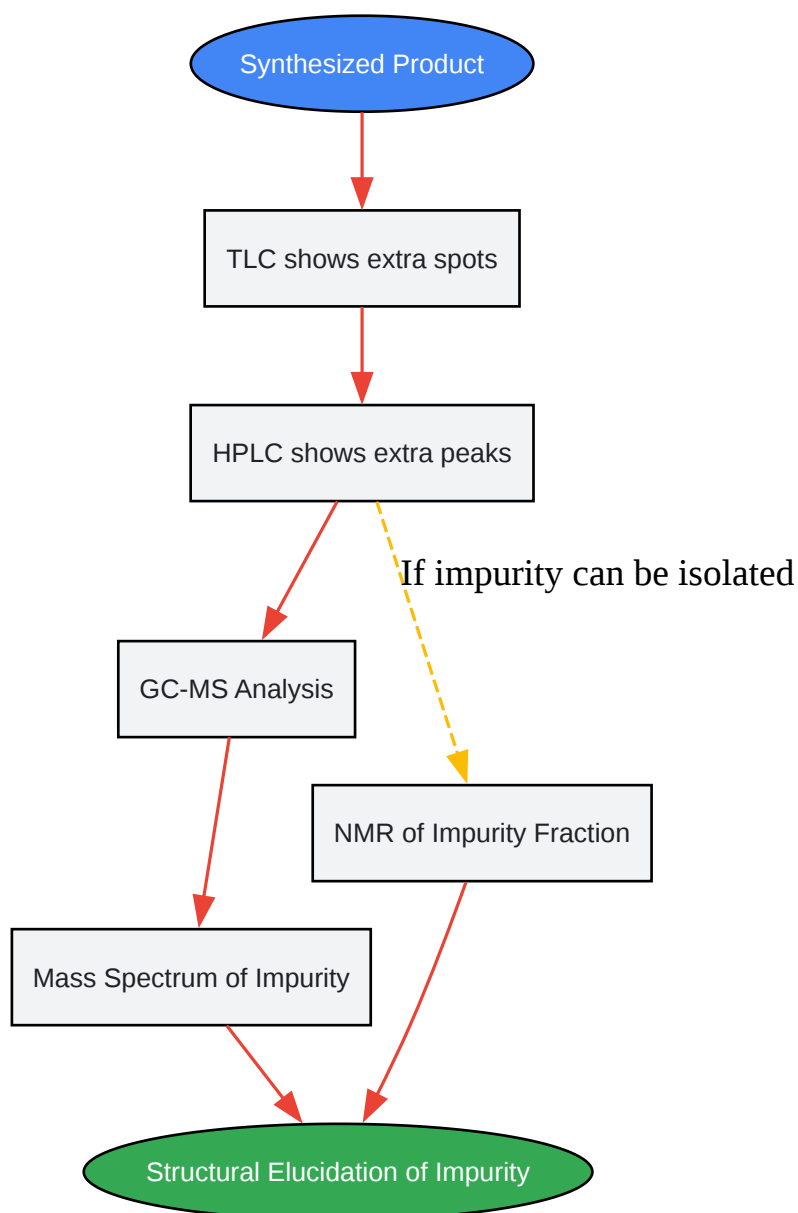 Synthesized Product
TLC shows extra spots
HPLC shows extra peaks
If impurity can be isolated
GC-MS Analysis
NMR of Impurity Fraction
Mass Spectrum of Impurity
Structural Elucidation of Impurity